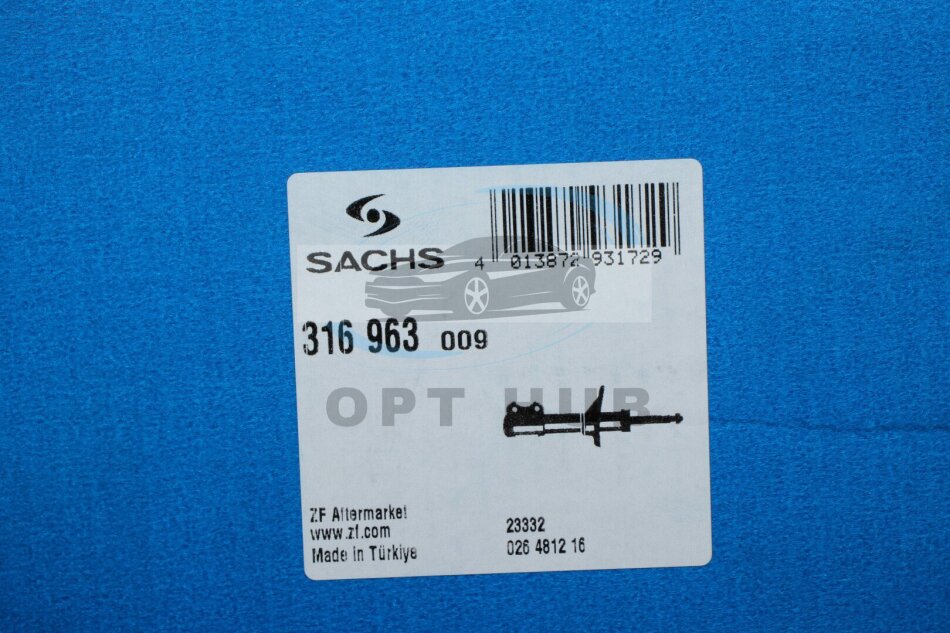 SACHS
4 013872 931729
316 963 009
OPT HUB
ZF Aftermarket
www.zf.com
Made in Türkiye
23332
026 4812 16